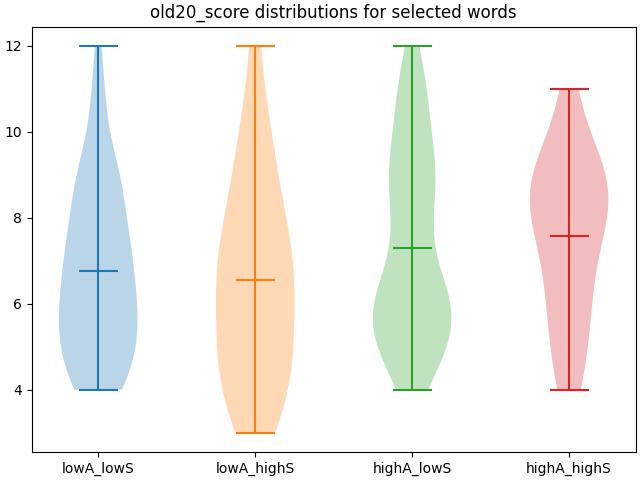 old20_score distributions for selected words
12
10
8
6
4
lowA_lowS
lowA_highS
highA_lowS
highA_highS